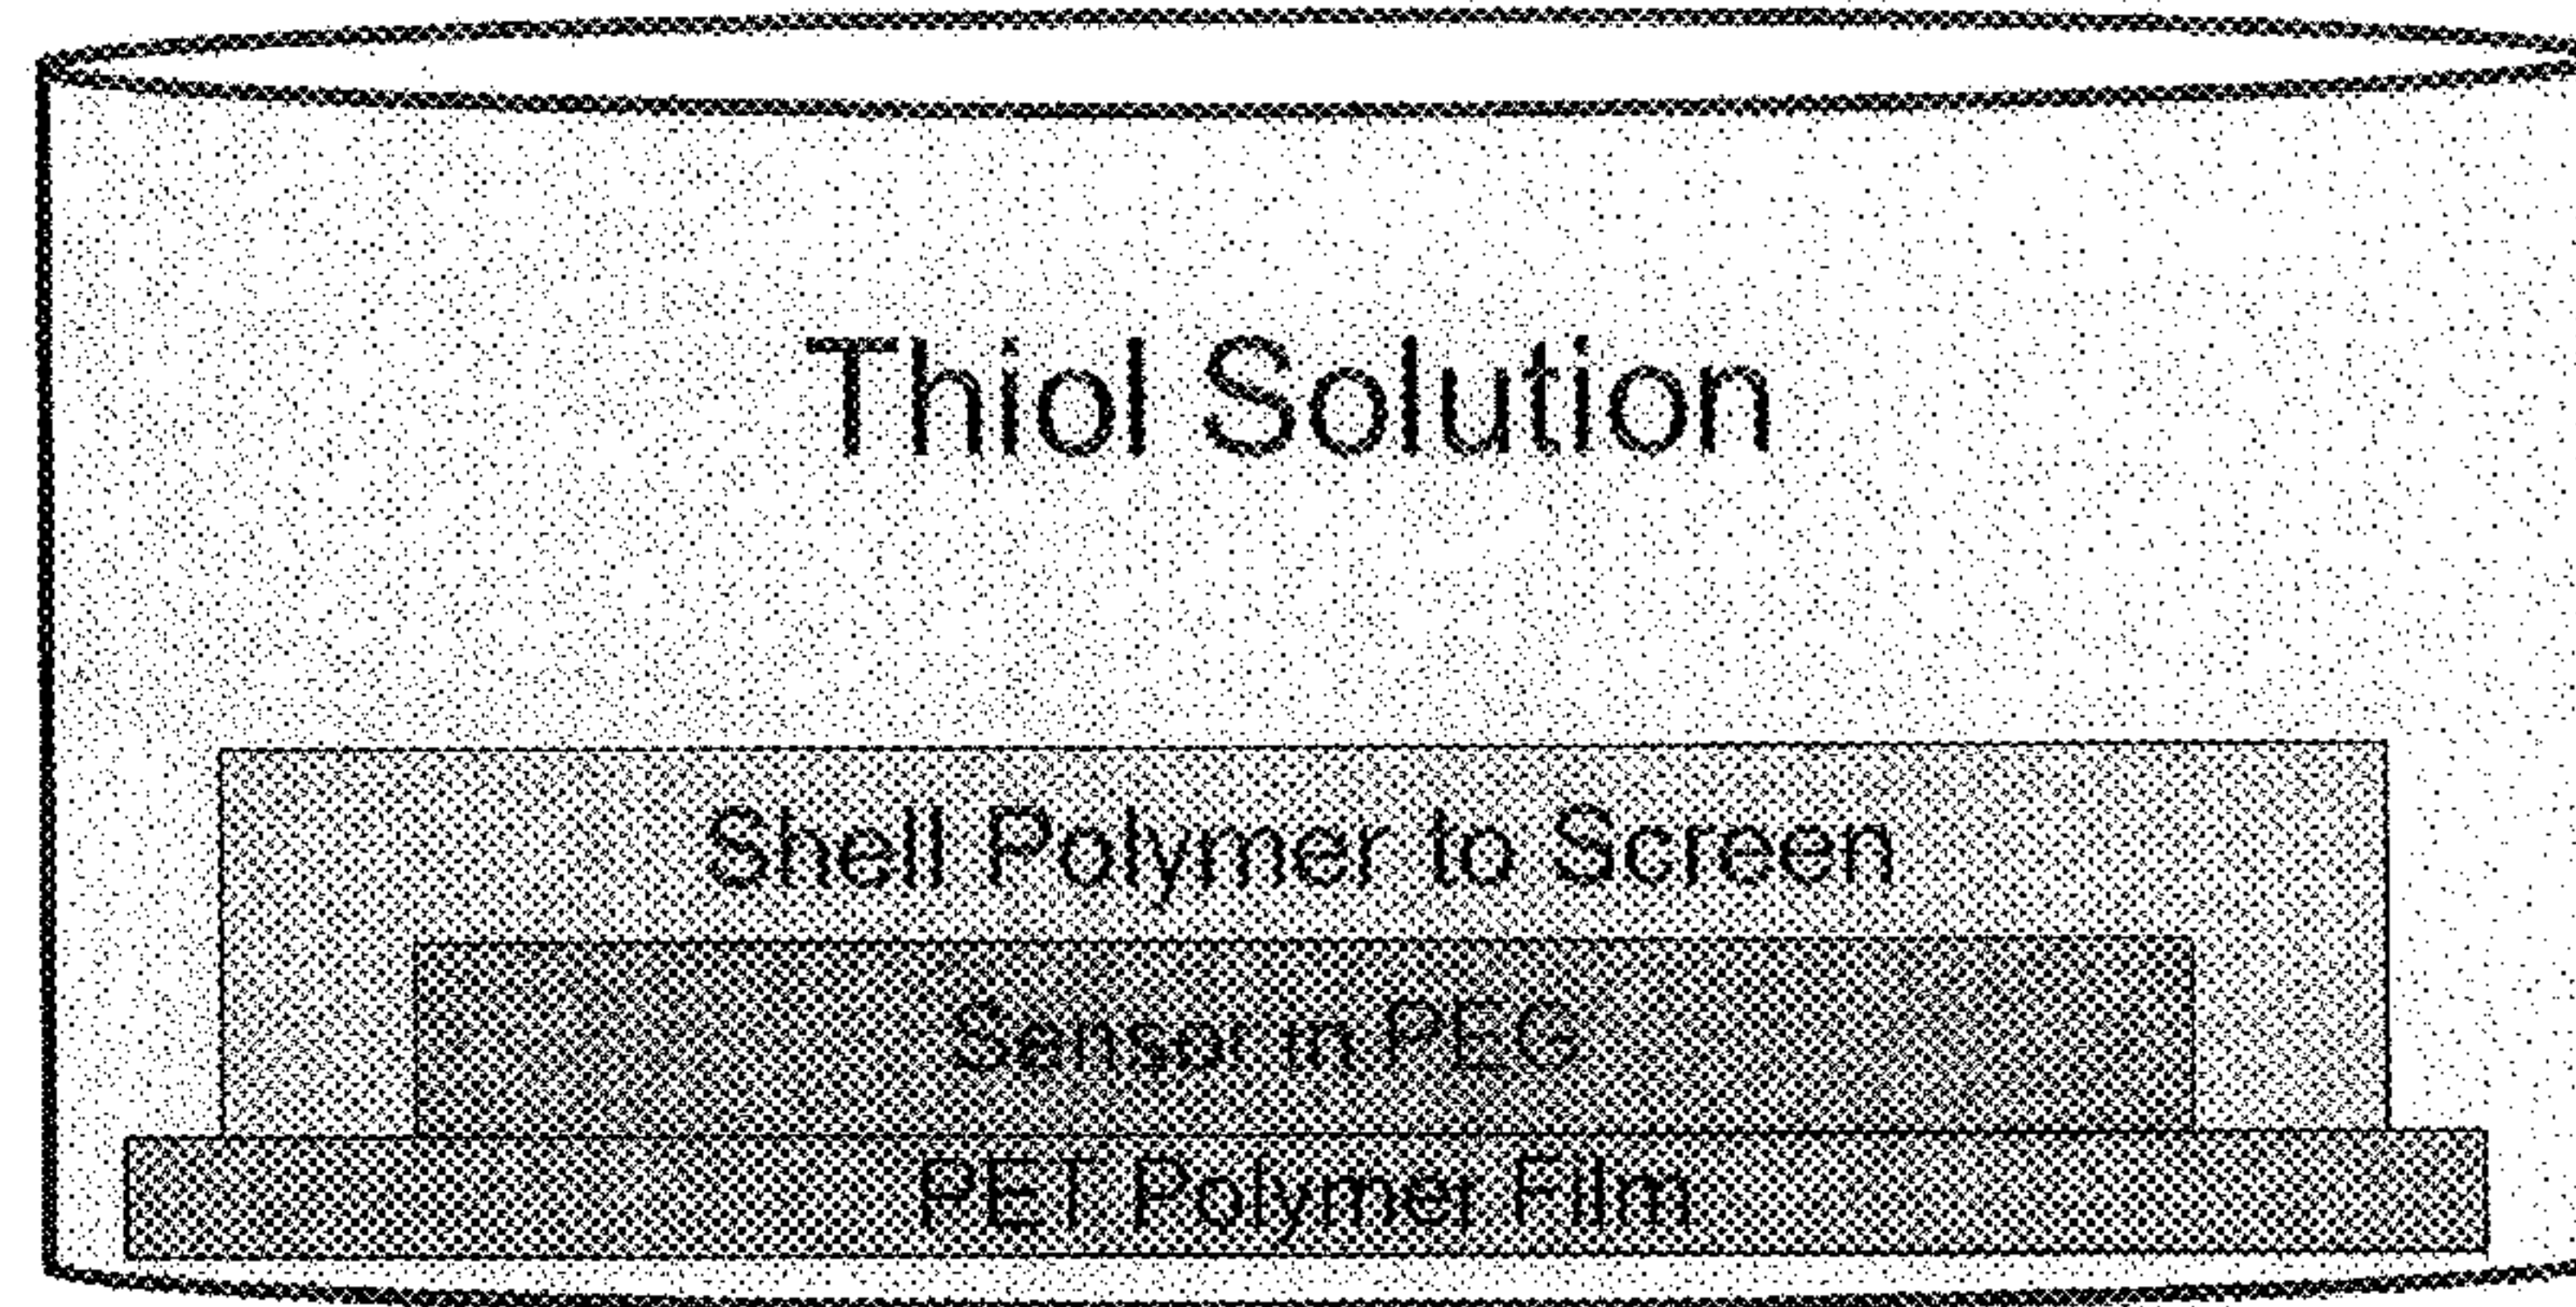 Thiol Solution
Shell Polymer to Screen
Sensor in PEG
PET Polymer Film